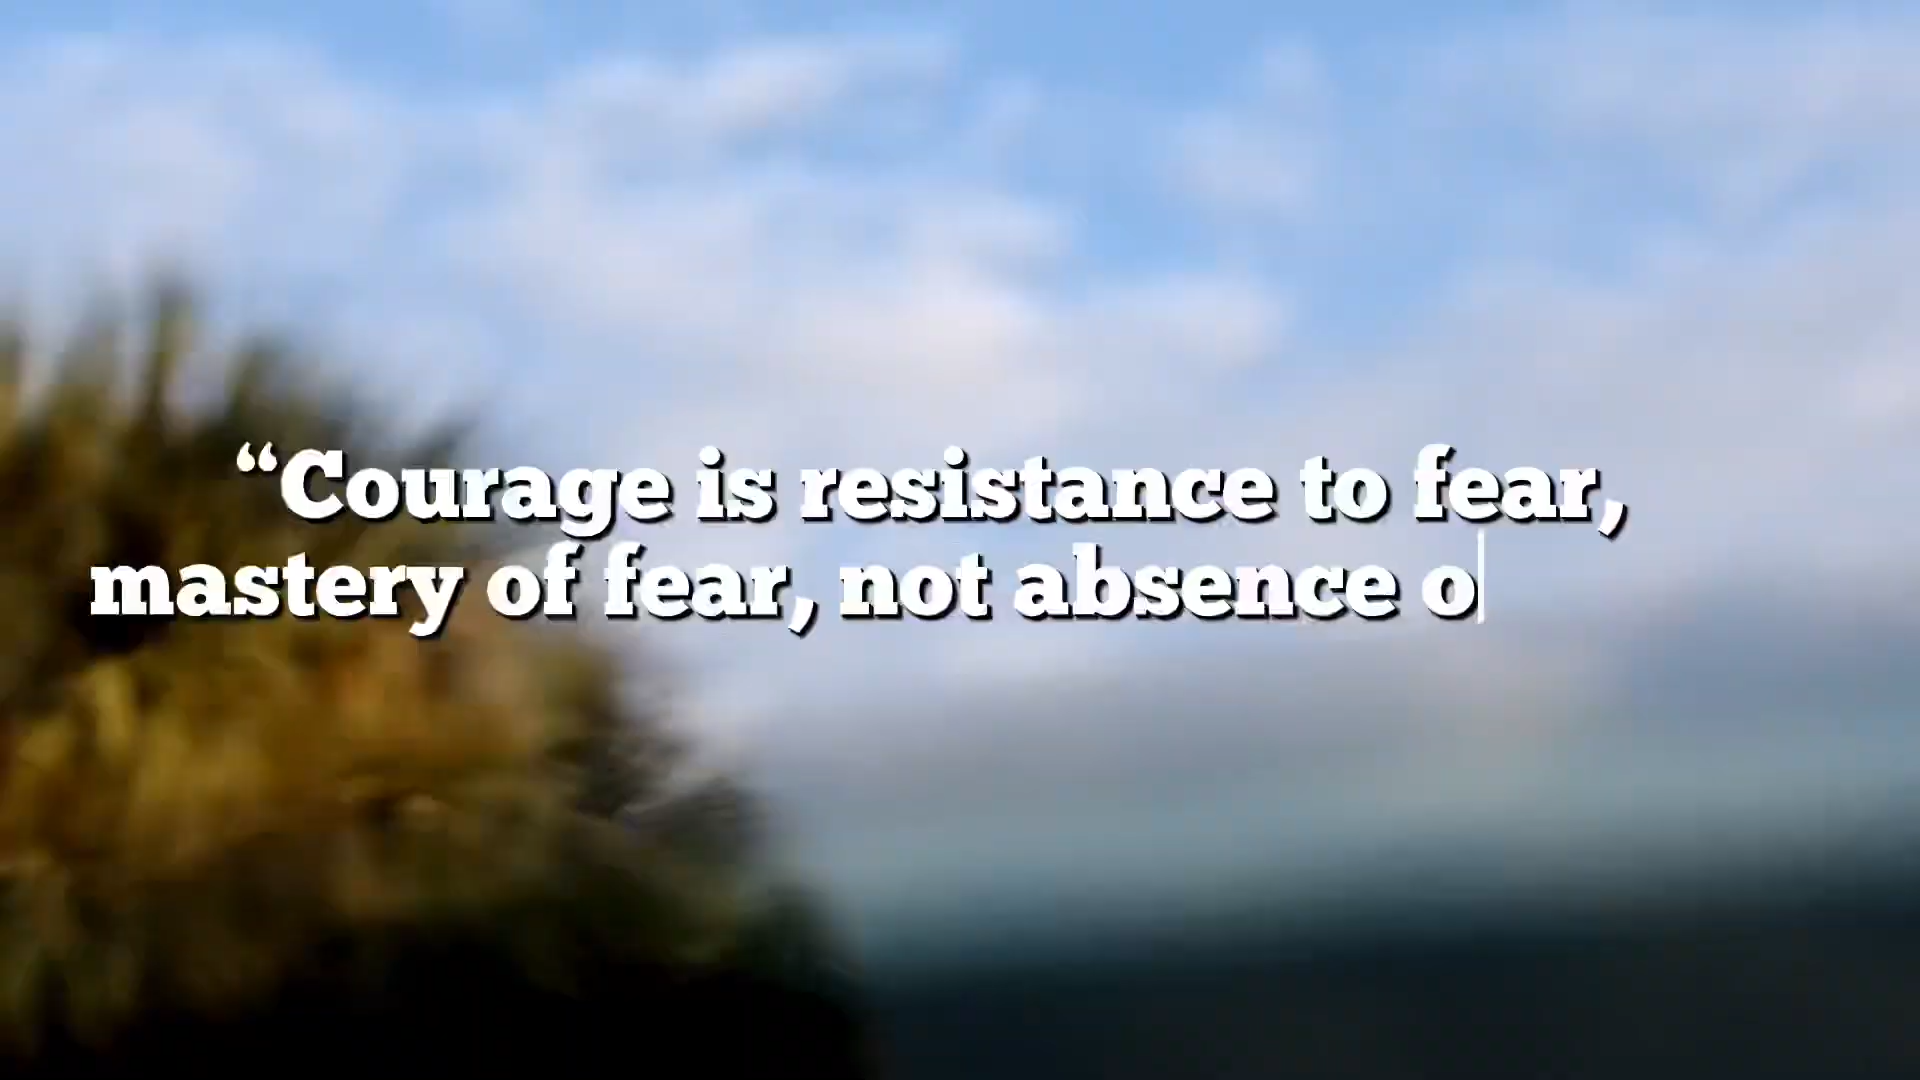 “Courage is resistance to fear,
mastery of fear, not absence o